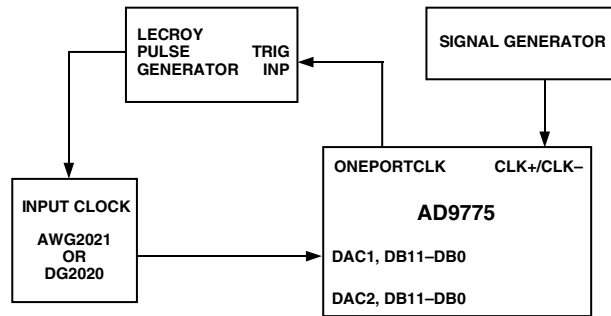 LECROY
PULSE TRIG
GENERATOR INP
SIGNAL GENERATOR
ONEPORTCLK CLK+/CLK–
AD9775
INPUT CLOCK
AWG2021
OR
DG2020
DAC1, DB11–DB0
DAC2, DB11–DB0